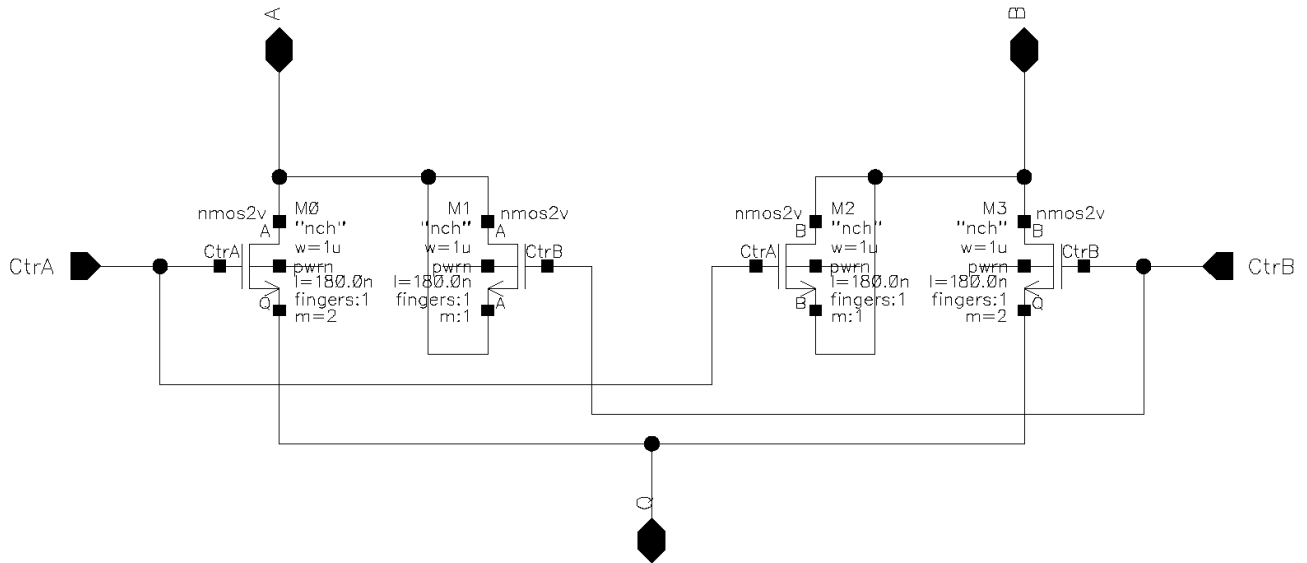 A
B
nmos2v
M0
A
"nch"
w=1u
CtrA
pwrn
l=180.0n
fingers:1
Q
m=2
M1
nmos2v
A
"nch"
w=1u
CtrB
pwrn
l=180.0n
fingers:1
A
m:1
nmos2v
M2
B
"nch"
w=1u
CtrA
pwrn
l=180.0n
fingers:1
B
m:1
M3
nmos2v
B
"nch"
w=1u
CtrB
pwrn
l=180.0n
fingers:1
Q
m=2
CtrA
CtrB
Q